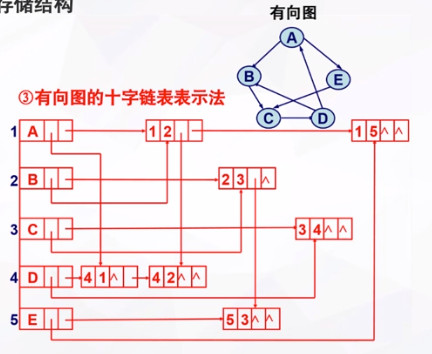 存储结构
有向图
A
B
E
C
D
③有向图的十字链表表示法
1 A 1 2 1 5 ^ ^
2 B 2 3 ^
3 C 3 4 ^ ^
4 D 4 1 ^ 4 2 ^ ^
5 E 5 3 ^ ^